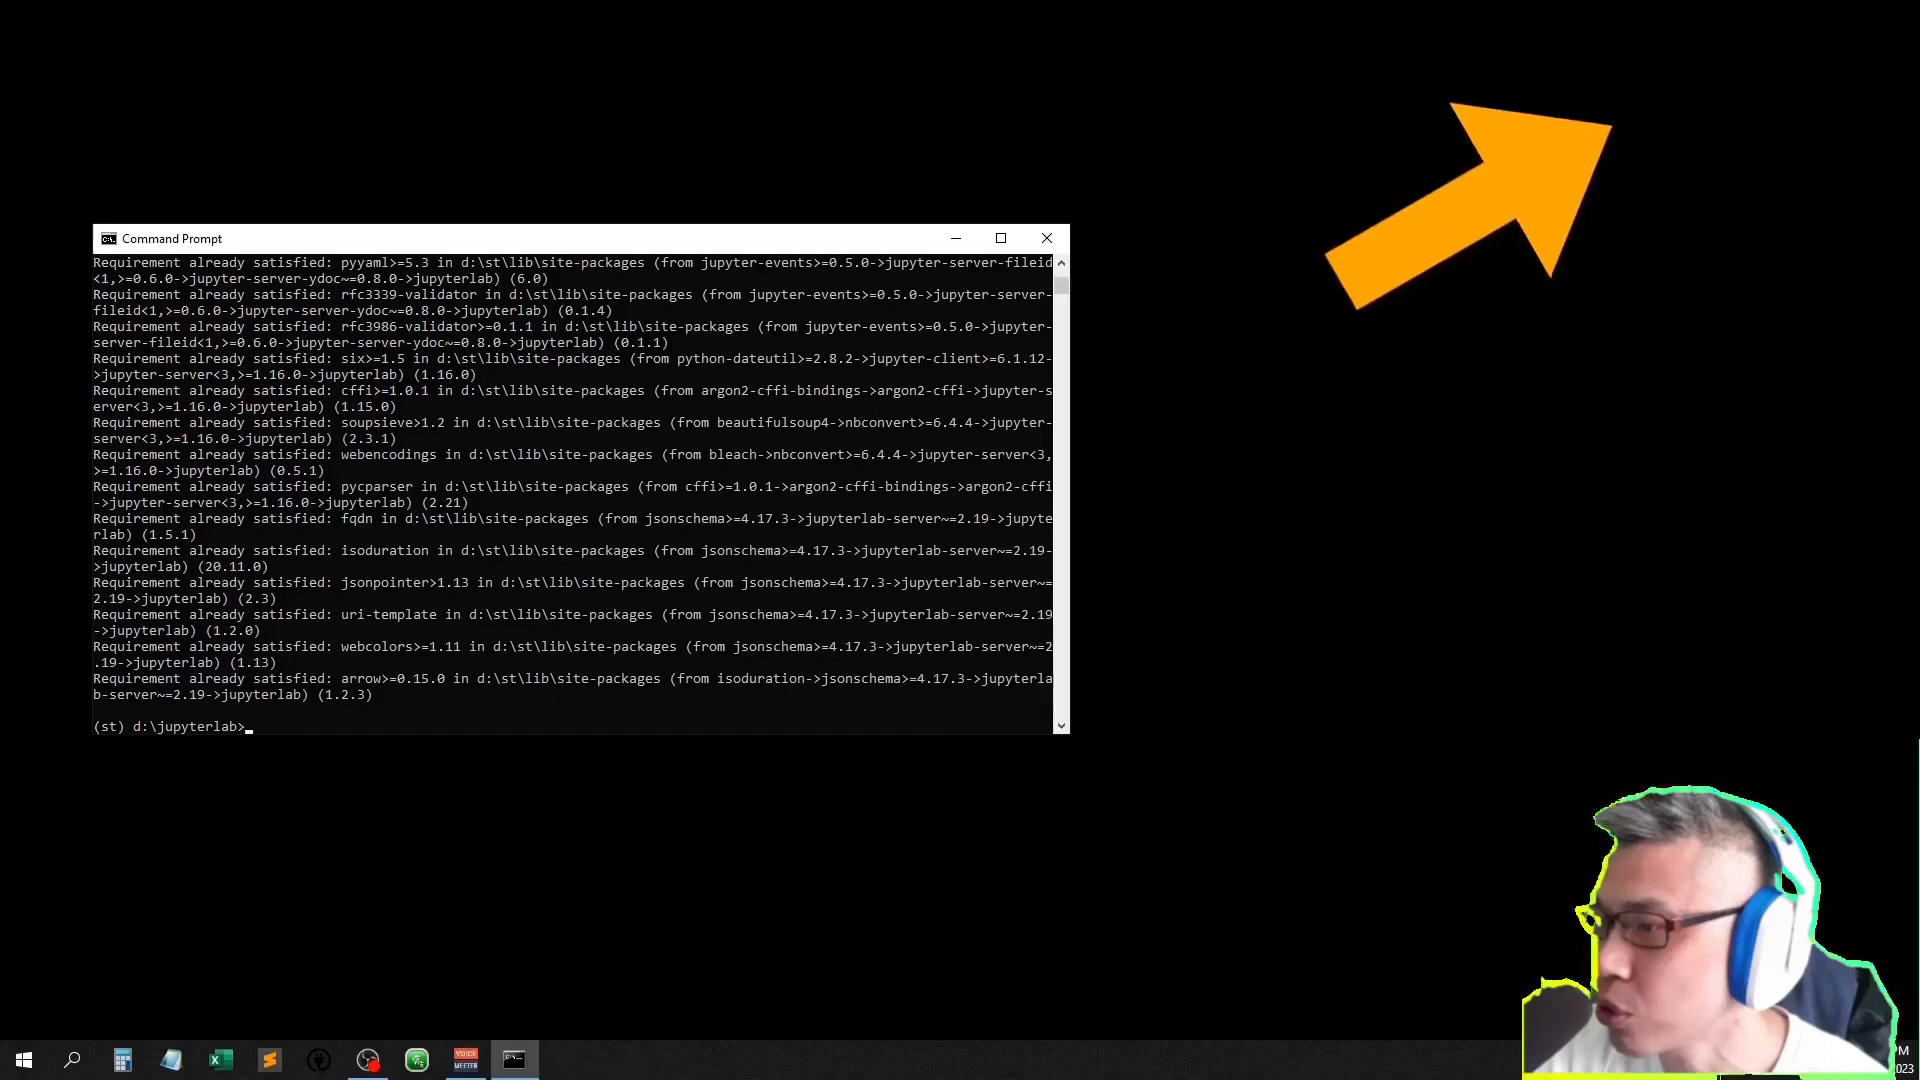 Command Prompt
Requirement already satisfied: pyyaml>=5.3 in d:\st\lib\site-packages (from jupyter-events>=0.5.0->jupyter-server-fileid
<1,>=0.6.0->jupyter-server-ydoc~=0.8.0->jupyterlab) (6.0)
Requirement already satisfied: rfc3339-validator in d:\st\lib\site-packages (from jupyter-events>=0.5.0->jupyter-server-
fileid<1,>=0.6.0->jupyter-server-ydoc~=0.8.0->jupyterlab) (0.1.4)
Requirement already satisfied: rfc3986-validator>=0.1.1 in d:\st\lib\site-packages (from jupyter-events>=0.5.0->jupyter-
server-fileid<1,>=0.6.0->jupyter-server-ydoc~=0.8.0->jupyterlab) (0.1.1)
Requirement already satisfied: six>=1.5 in d:\st\lib\site-packages (from python-dateutil>=2.8.2->jupyter-client>=6.1.12-
>jupyter-server<3,>=1.16.0->jupyterlab) (1.16.0)
Requirement already satisfied: cffi>=1.0.1 in d:\st\lib\site-packages (from argon2-cffi-bindings->argon2-cffi->jupyter-s
erver<3,>=1.16.0->jupyterlab) (1.15.0)
Requirement already satisfied: soupsieve>1.2 in d:\st\lib\site-packages (from beautifulsoup4->nbconvert>=6.4.4->jupyter-
server<3,>=1.16.0->jupyterlab) (2.3.1)
Requirement already satisfied: webencodings in d:\st\lib\site-packages (from bleach->nbconvert>=6.4.4->jupyter-server<3,
>=1.16.0->jupyterlab) (0.5.1)
Requirement already satisfied: pycparser in d:\st\lib\site-packages (from cffi>=1.0.1->argon2-cffi-bindings->argon2-cffi
->jupyter-server<3,>=1.16.0->jupyterlab) (2.21)
Requirement already satisfied: fqdn in d:\st\lib\site-packages (from jsonschema>=4.17.3->jupyterlab-server~=2.19->jupyte
rlab) (1.5.1)
Requirement already satisfied: isoduration in d:\st\lib\site-packages (from jsonschema>=4.17.3->jupyterlab-server~=2.19-
>jupyterlab) (20.11.0)
Requirement already satisfied: jsonpointer>1.13 in d:\st\lib\site-packages (from jsonschema>=4.17.3->jupyterlab-server~=
2.19->jupyterlab) (2.3)
Requirement already satisfied: uri-template in d:\st\lib\site-packages (from jsonschema>=4.17.3->jupyterlab-server~=2.19
->jupyterlab) (1.2.0)
Requirement already satisfied: webcolors>=1.11 in d:\st\lib\site-packages (from jsonschema>=4.17.3->jupyterlab-server~=2
.19->jupyterlab) (1.13)
Requirement already satisfied: arrow>=0.15.0 in d:\st\lib\site-packages (from isoduration->jsonschema>=4.17.3->jupyterla
b-server~=2.19->jupyterlab) (1.2.3)
(st) d:\jupyterlab>
VOICE
MEETER
PM
023